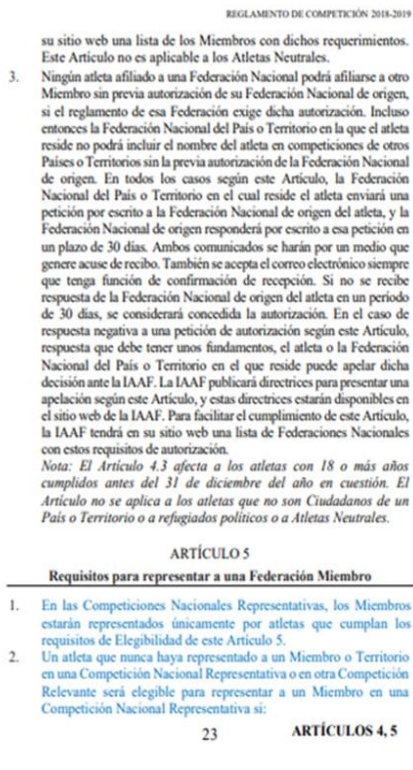 REGLAMENTO DE COMPETICIÓN 2018-2019
su sitio web una lista de los Miembros con dichos requerimientos.
Este Artículo no es aplicable a los Atletas Neutrales.
3. Ningún atleta afiliado a una Federación Nacional podrá afiliarse a otro
Miembro sin previa autorización de su Federación Nacional de origen,
si el reglamento de esa Federación exige dicha autorización. Incluso
entonces la Federación Nacional del País o Territorio en la que el atleta
reside no podrá incluir el nombre del atleta en competiciones de otros
Países o Territorios sin la previa autorización de la Federación Nacional
de origen. En todos los casos según este Artículo, la Federación
Nacional del País o Territorio en el cual reside el atleta enviará una
petición por escrito a la Federación Nacional de origen del atleta, y la
Federación Nacional de origen responderá por escrito a esa petición en
un plazo de 30 días. Ambos comunicados se harán por un medio que
genere acuse de recibo. También se acepta el correo electrónico siempre
que tenga función de confirmación de recepción. Si no se recibe
respuesta de la Federación Nacional de origen del atleta en un período
de 30 días, se considerará concedida la autorización. En el caso de
respuesta negativa a una petición de autorización según este Artículo,
respuesta que debe tener unos fundamentos, el atleta o la Federación
Nacional del País o Territorio en el que reside puede apelar dicha
decisión ante la IAAF. La IAAF publicará directrices para presentar una
apelación según este Artículo, y estas directrices estarán disponibles en
el sitio web de la IAAF. Para facilitar el cumplimiento de este Artículo,
la IAAF tendrá en su sitio web una lista de Federaciones Nacionales
con estos requisitos de autorización.
Nota: El Artículo 4.3 afecta a los atletas con 18 o más años
cumplidos antes del 31 de diciembre del año en cuestión. El
Artículo no se aplica a los atletas que no son Ciudadanos de un
País o Territorio o a refugiados políticos o a Atletas Neutrales.
ARTÍCULO 5
Requisitos para representar a una Federación Miembro
1. En las Competiciones Nacionales Representativas, los Miembros
estarán representados únicamente por atletas que cumplan los
requisitos de Elegibilidad de este Artículo 5.
2. Un atleta que nunca haya representado a un Miembro o Territorio
en una Competición Nacional Representativa o en otra Competición
Relevante será elegible para representar a un Miembro en una
Competición Nacional Representativa si:
23 ARTÍCULOS 4, 5